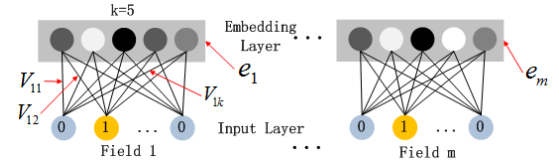 k=5
Embedding
Layer
...
V11
V12
V1k
e1
em
0 1 ... 0
Input Layer
...
0 1 ... 0
Field 1
Field m